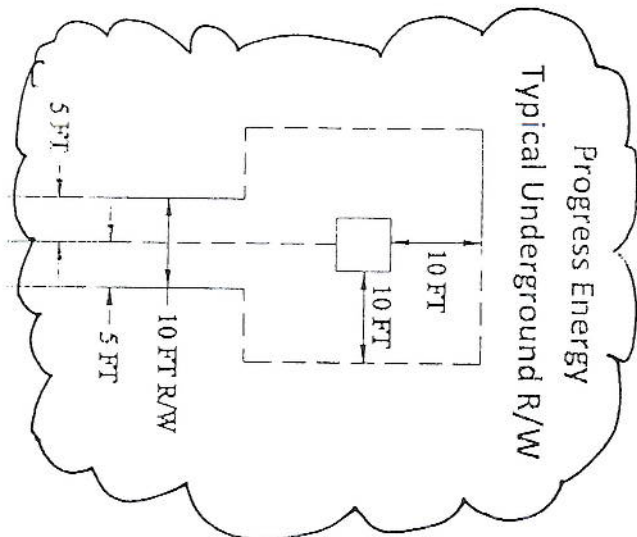 Progress Energy
Typical Underground R/W
10 FT
10 FT
10 FT R/W
5 FT
5 FT